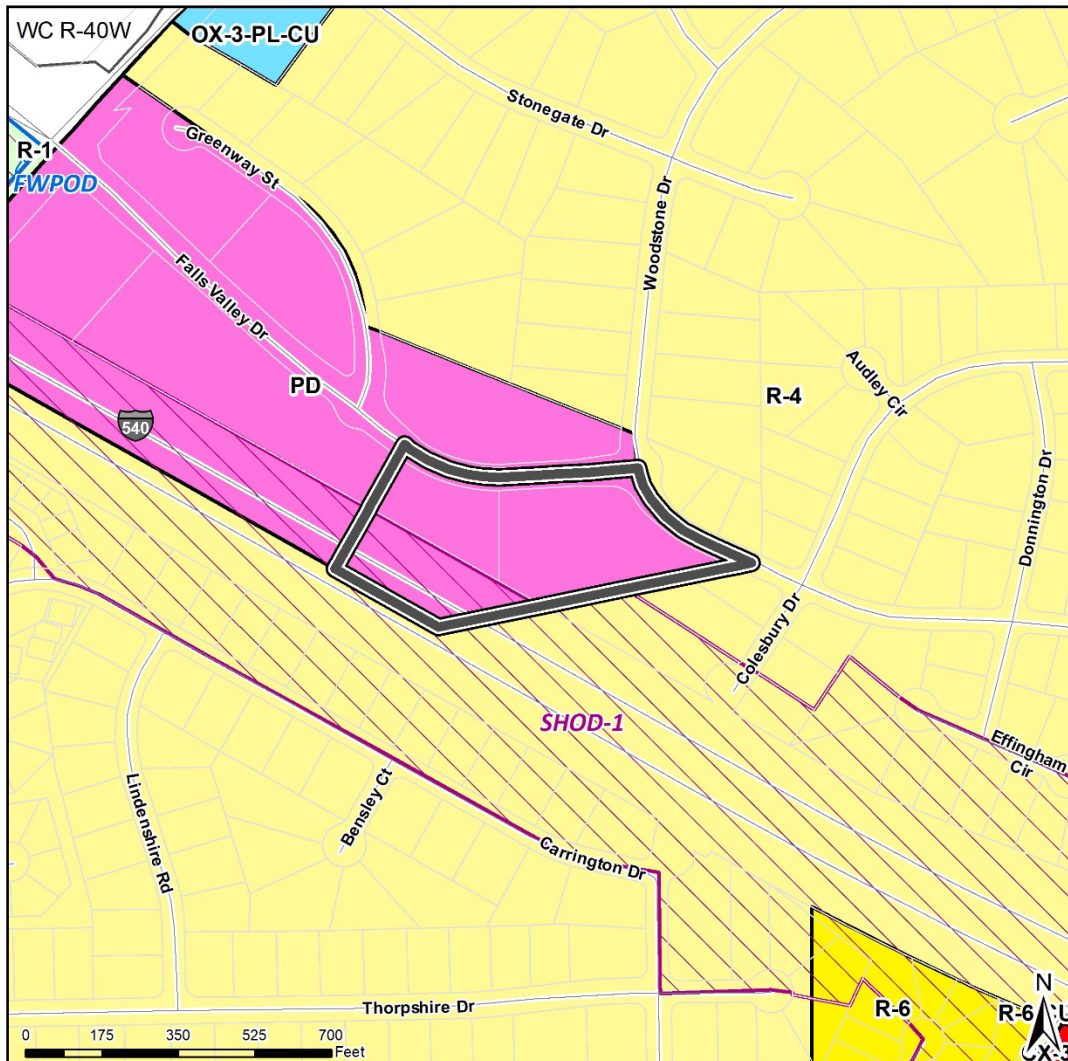 WC R-40W
OX-3-PL-CU
Stonegate Dr
Greenway St
R-1
FWPOD
Woodstone Dr
Falls Valley Dr
PD
Audley Cir
R-4
540
Donnington Dr
Colesbury Dr
SHOD-1
Effingham
Cir
Lindenshire Rd
Bensley Ct
Carrington Dr
N
Thorpshire Dr
R-6
0 175 350 525 700
Feet